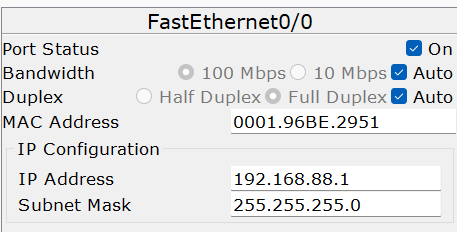 FastEthernet0/0
Port Status On
Bandwidth 100 Mbps 10 Mbps Auto
Duplex Half Duplex Full Duplex Auto
MAC Address 0001.96BE.2951
IP Configuration
IP Address 192.168.88.1
Subnet Mask 255.255.255.0